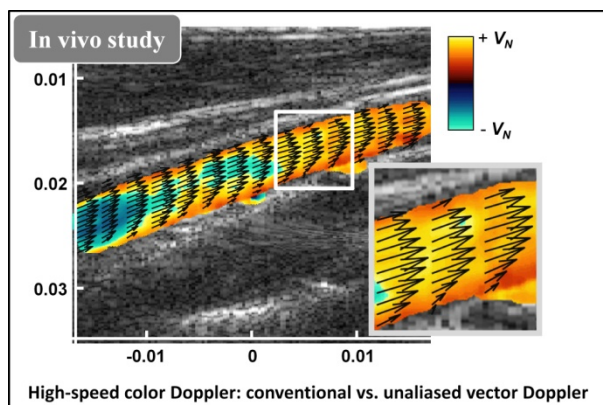 In vivo study
+ V_N
0.01
- V_N
0.02
0.03
-0.01 0 0.01
High-speed color Doppler: conventional vs. unaliased vector Doppler